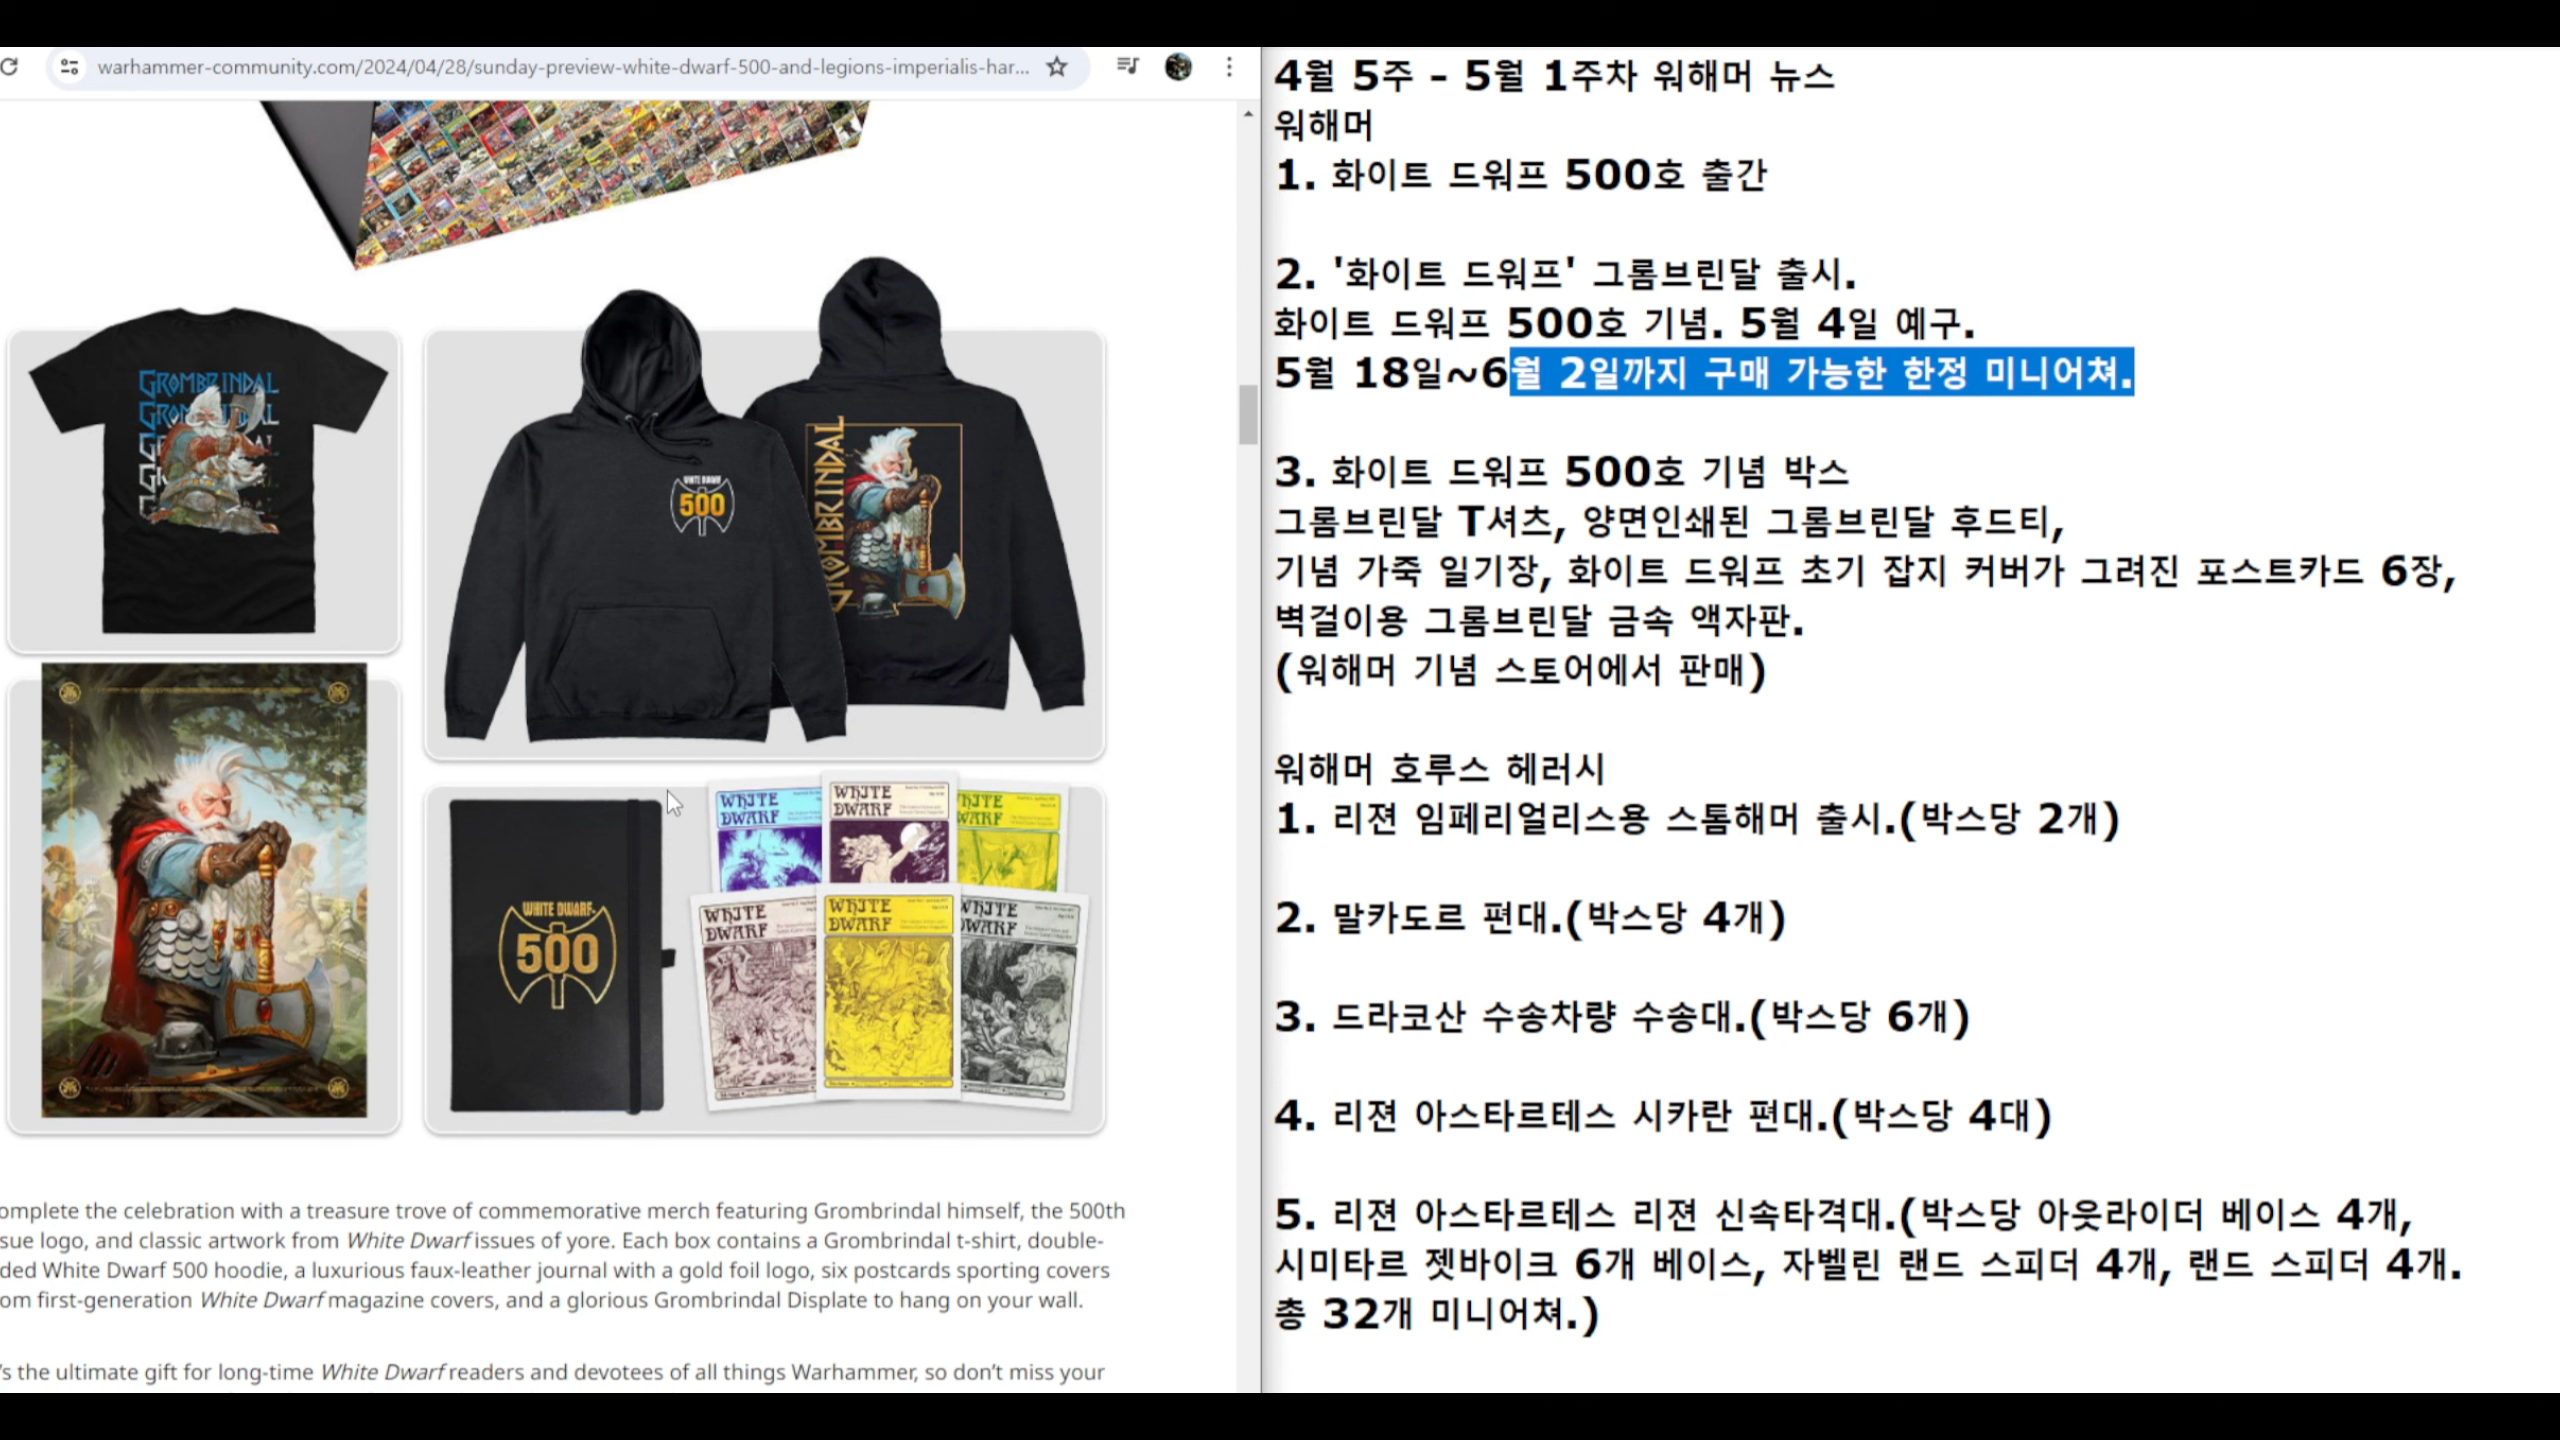 warhammer-community.com/2024/04/28/sunday-preview-white-dwarf-500-and-legions-imperialis-har...
GROMBRINDAL
WHITE DWARF
500
GROMBRINDAL
WHITE DWARF
500
WHITE DWARF
WHITE DWARF
WHITE DWARF
WHITE DWARF
WHITE DWARF
WHITE DWARF
omplete the celebration with a treasure trove of commemorative merch featuring Grombrindal himself, the 500th
sue logo, and classic artwork from White Dwarf issues of yore. Each box contains a Grombrindal t-shirt, double-
ded White Dwarf 500 hoodie, a luxurious faux-leather journal with a gold foil logo, six postcards sporting covers
om first-generation White Dwarf magazine covers, and a glorious Grombrindal Displate to hang on your wall.
's the ultimate gift for long-time White Dwarf readers and devotees of all things Warhammer, so don't miss your
4월 5주 - 5월 1주차 워해머 뉴스
워해머
1. 화이트 드워프 500호 출간
2. '화이트 드워프' 그롬브린달 출시.
화이트 드워프 500호 기념. 5월 4일 예구.
5월 18일~6월 2일까지 구매 가능한 한정 미니어쳐.
3. 화이트 드워프 500호 기념 박스
그롬브린달 T셔츠, 양면인쇄된 그롬브린달 후드티,
기념 가죽 일기장, 화이트 드워프 초기 잡지 커버가 그려진 포스트카드 6장,
벽걸이용 그롬브린달 금속 액자판.
(워해머 기념 스토어에서 판매)
워해머 호루스 헤러시
1. 리젼 임페리얼리스용 스톰해머 출시.(박스당 2개)
2. 말카도르 편대.(박스당 4개)
3. 드라코산 수송차량 수송대.(박스당 6개)
4. 리젼 아스타르테스 시카란 편대.(박스당 4대)
5. 리젼 아스타르테스 리젼 신속타격대.(박스당 아웃라이더 베이스 4개,
시미타르 젯바이크 6개 베이스, 자벨린 랜드 스피더 4개, 랜드 스피더 4개.
총 32개 미니어쳐.)